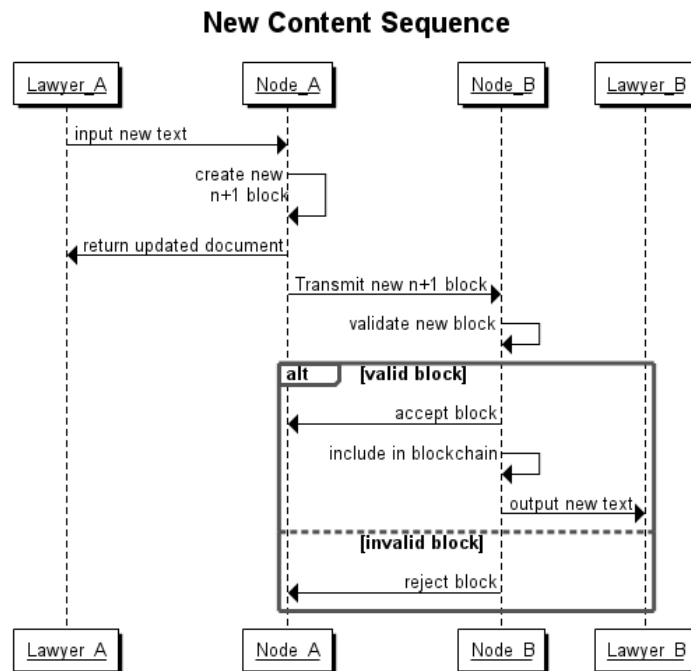 New Content Sequence
Lawyer_A Node_A Node_B Lawyer_B
input new text
create new
n+1 block
return updated document
Transmit new n+1 block
validate new block
alt [valid block]
accept block
include in blockchain
output new text
[invalid block]
reject block
Lawyer_A Node_A Node_B Lawyer_B